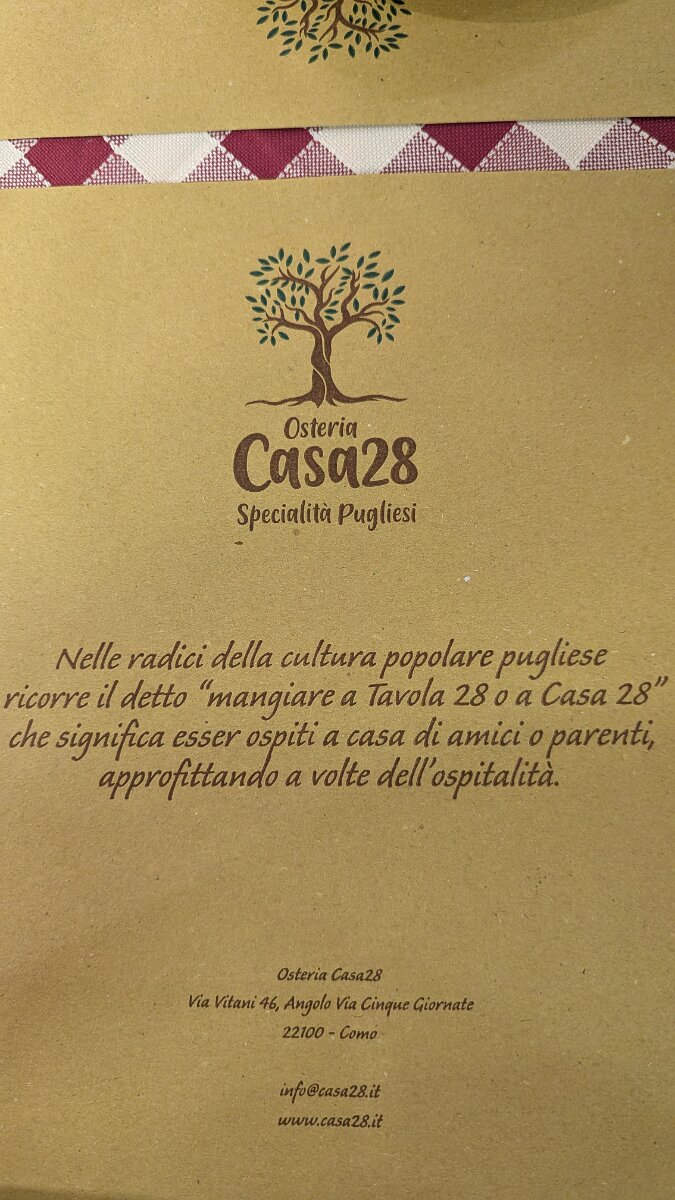 Osteria
Casa28
Specialità Pugliesi
Nelle radici della cultura popolare pugliese
ricorre il detto “mangiare a Tavola 28 o a Casa 28”
che significa esser ospiti a casa di amici o parenti,
approfittando a volte dell’ospitalità.
Osteria Casa28
Via Vitani 46, Angolo Via Cinque Giornate
22100 - Como
info@casa28.it
www.casa28.it